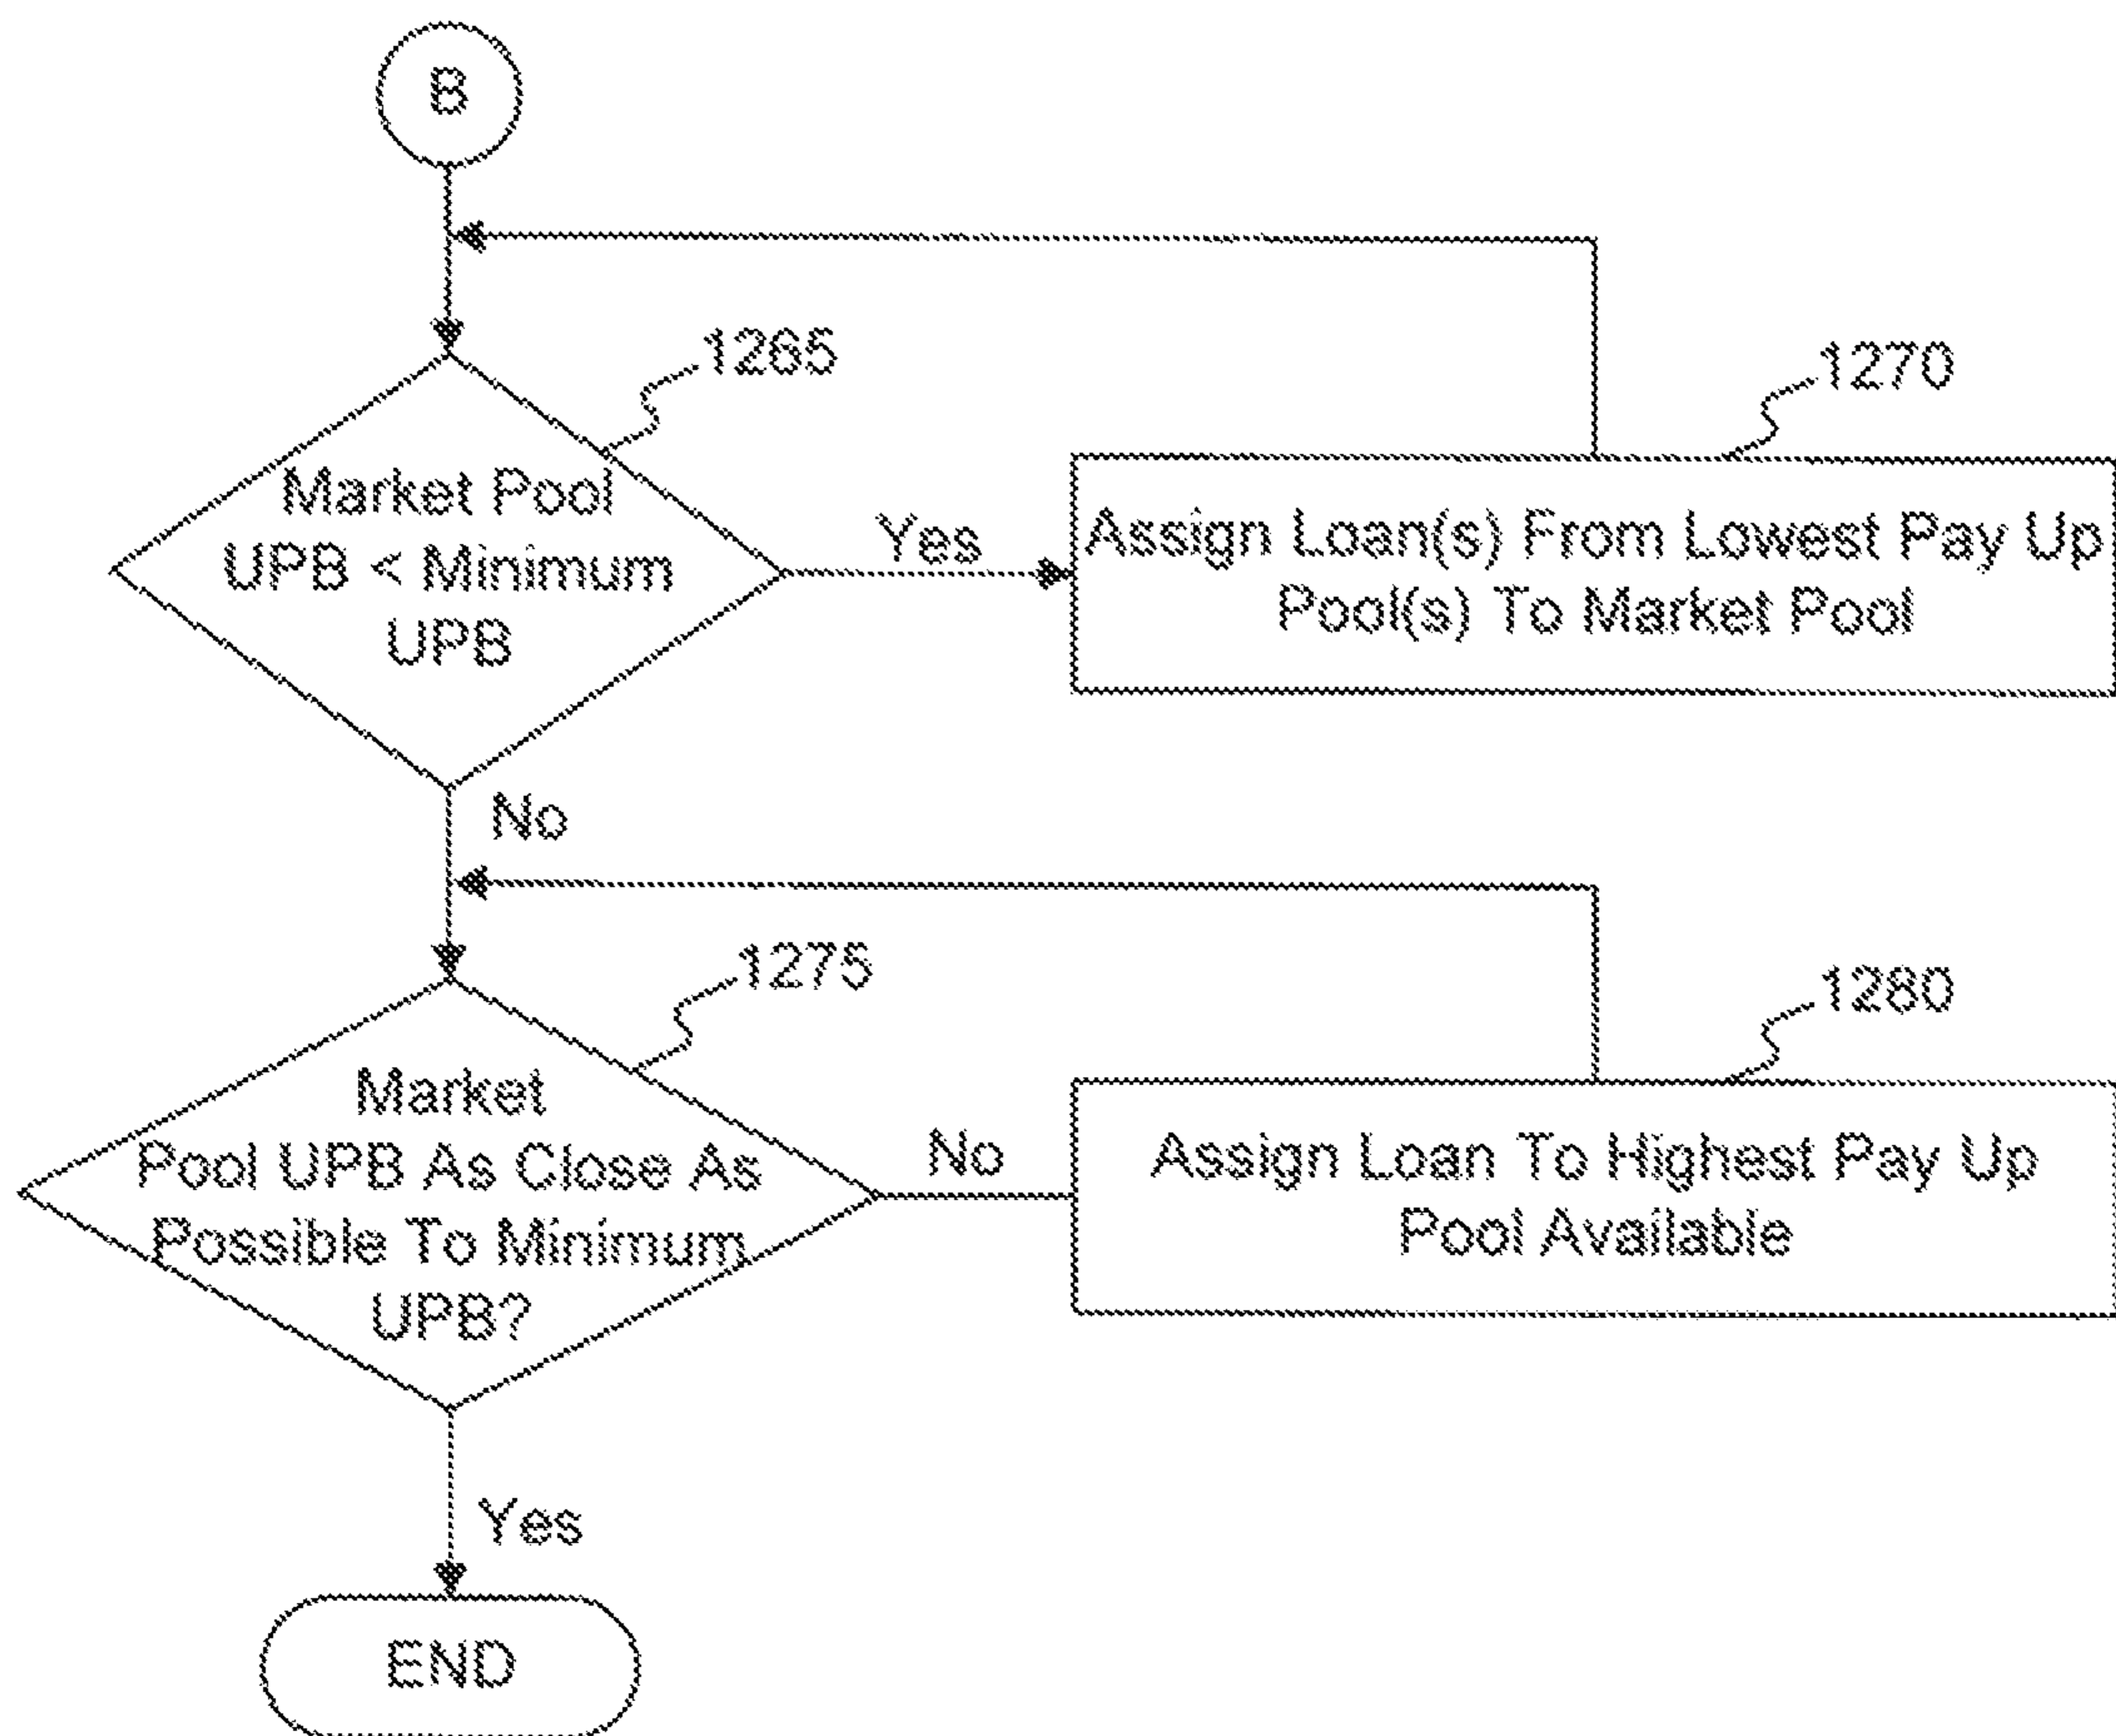 B
1265
1270
Market Pool
UPB < Minimum
UPB
Yes
Assign Loan(s) From Lowest Pay Up
Pool(s) To Market Pool
No
1275
1280
Market
Pool UPB As Close As
Possible To Minimum
UPB?
No
Assign Loan To Highest Pay Up
Pool Available
Yes
END